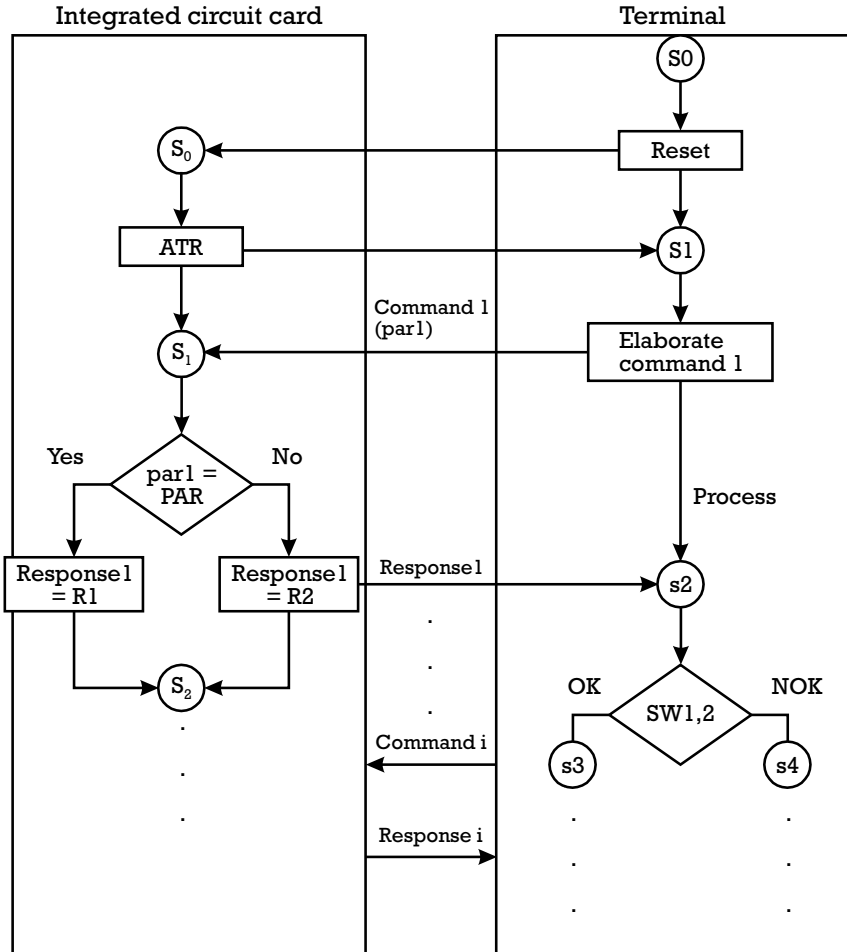 Integrated circuit card
Terminal
S0
S₀
Reset
ATR
S1
Command 1
(par1)
S₁
Elaborate
command 1
Yes
No
par1 =
PAR
Process
Response1
= R1
Response1
= R2
Response1
s2
S₂
OK
NOK
SW1,2
Command i
s3
s4
Response i